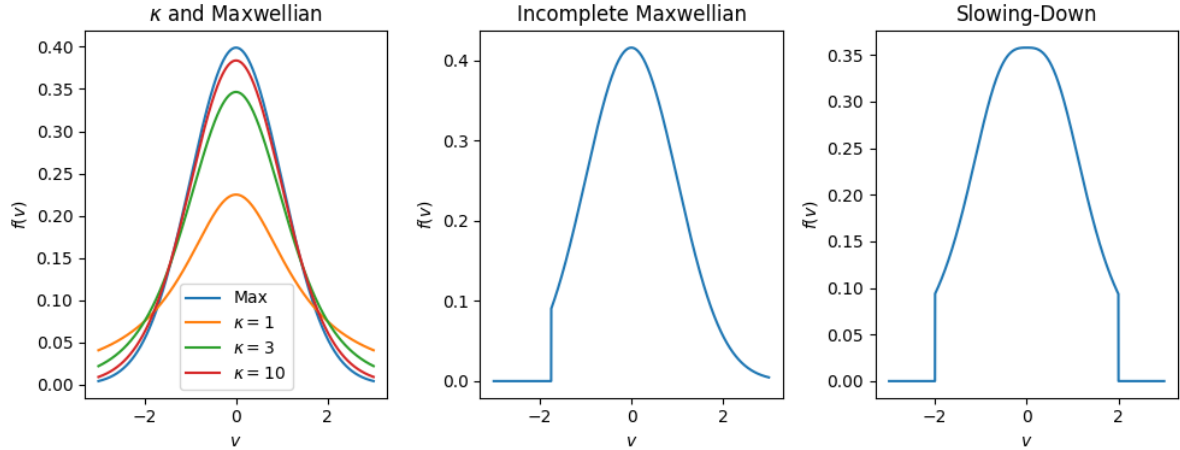 κ and Maxwellian
f(v)
0.40
0.35
0.30
0.25
0.20
0.15
0.10
0.05
0.00
Max
κ = 1
κ = 3
κ = 10
−2
0
2
v
Incomplete Maxwellian
f(v)
0.4
0.3
0.2
0.1
0.0
−2
0
2
v
Slowing-Down
f(v)
0.35
0.30
0.25
0.20
0.15
0.10
0.05
0.00
−2
0
2
v